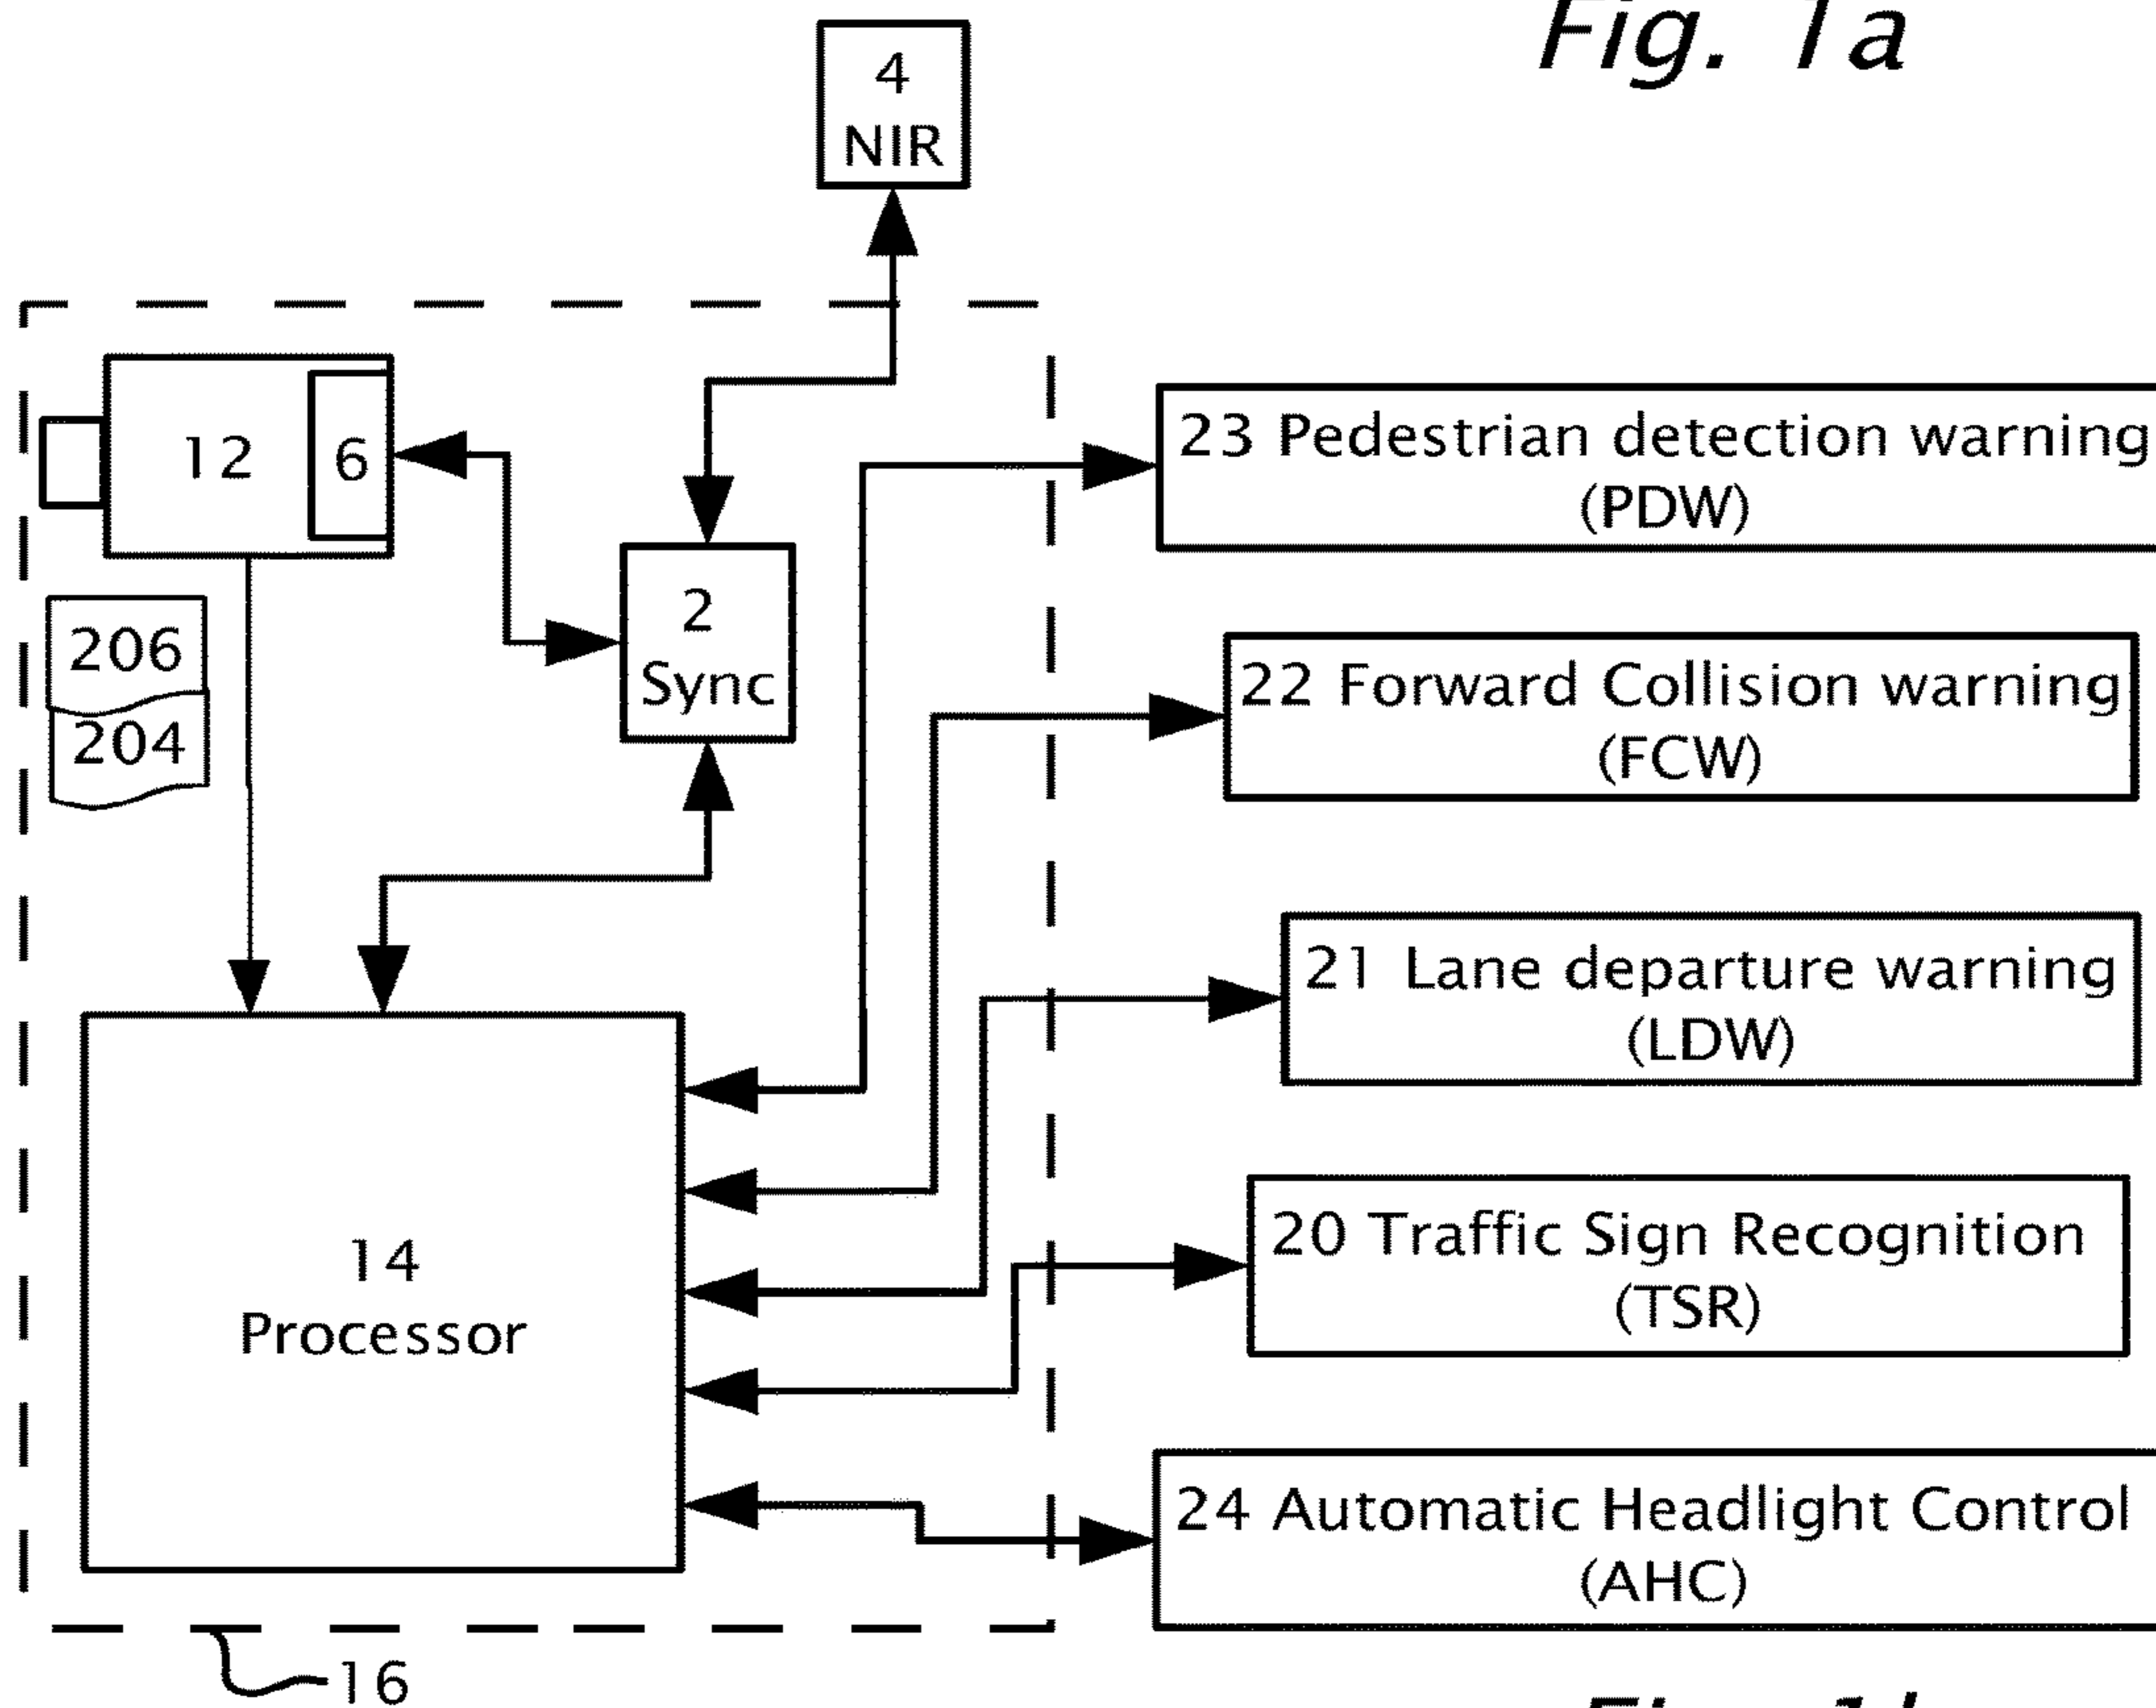 Fig. 1a
4
NIR
12
6
2
Sync
206
204
23 Pedestrian detection warning
(PDW)
22 Forward Collision warning
(FCW)
21 Lane departure warning
(LDW)
20 Traffic Sign Recognition
(TSR)
24 Automatic Headlight Control
(AHC)
14
Processor
16